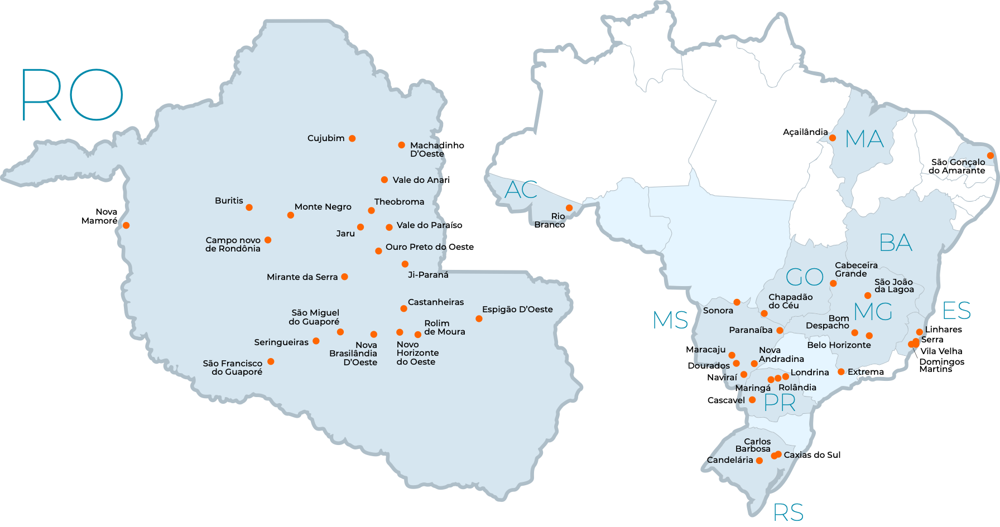 RO
Cujubim
Machadinho
D’Oeste
Vale do Anari
Buritis
Monte Negro
Theobroma
Nova
Mamoré
Jaru
Vale do Paraíso
Campo novo
de Rondônia
Ouro Preto do Oeste
Ji-Paraná
Mirante da Serra
Castanheiras
Espigão D’Oeste
São Miguel
do Guaporé
Rolim
de Moura
Seringueiras
Nova
Brasilândia
D’Oeste
Novo
Horizonte
do Oeste
São Francisco
do Guaporé
Açailândia
MA
São Gonçalo
do Amarante
AC
Rio
Branco
BA
Cabeceira
Grande
GO
São João
da Lagoa
Chapadão
do Céu
Sonora
MS
MG
ES
Bom
Despacho
Paranaíba
Linhares
Serra
Belo Horizonte
Vila Velha
Domingos
Martins
Maracaju
Nova
Andradina
Dourados
Naviraí
Londrina
Extrema
Maringá
Rolândia
Cascavel
PR
Carlos
Barbosa
Caxias do Sul
Candelária
RS